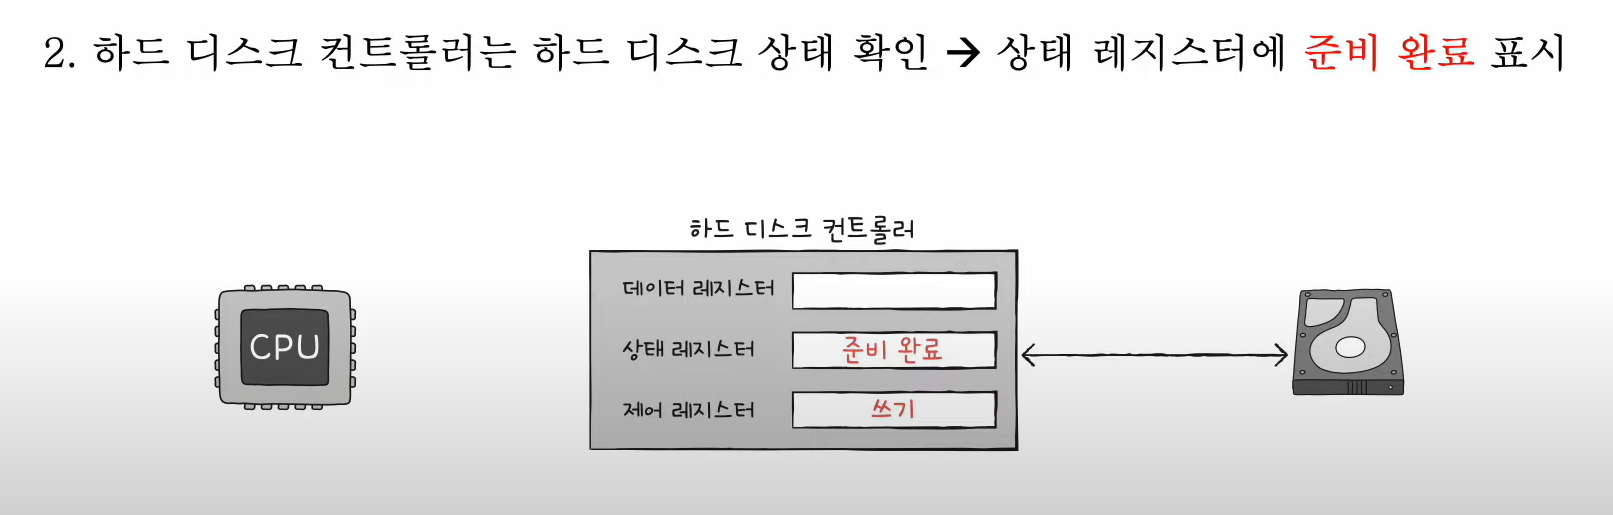 2. 하드 디스크 컨트롤러는 하드 디스크 상태 확인 → 상태 레지스터에 준비 완료 표시
하드 디스크 컨트롤러
데이터 레지스터
상태 레지스터 준비 완료
제어 레지스터 쓰기
CPU